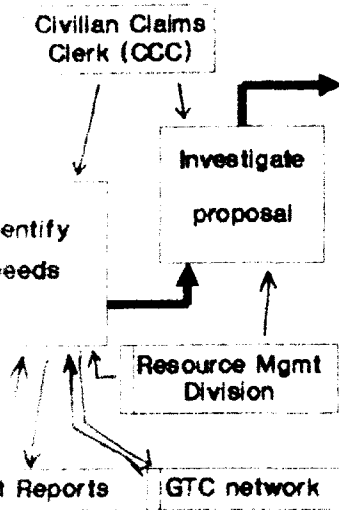 Civilian Claims
Clerk (CCC)
Investigate
proposal
entify
eeds
Resource Mgmt
Division
t Reports
GTC network